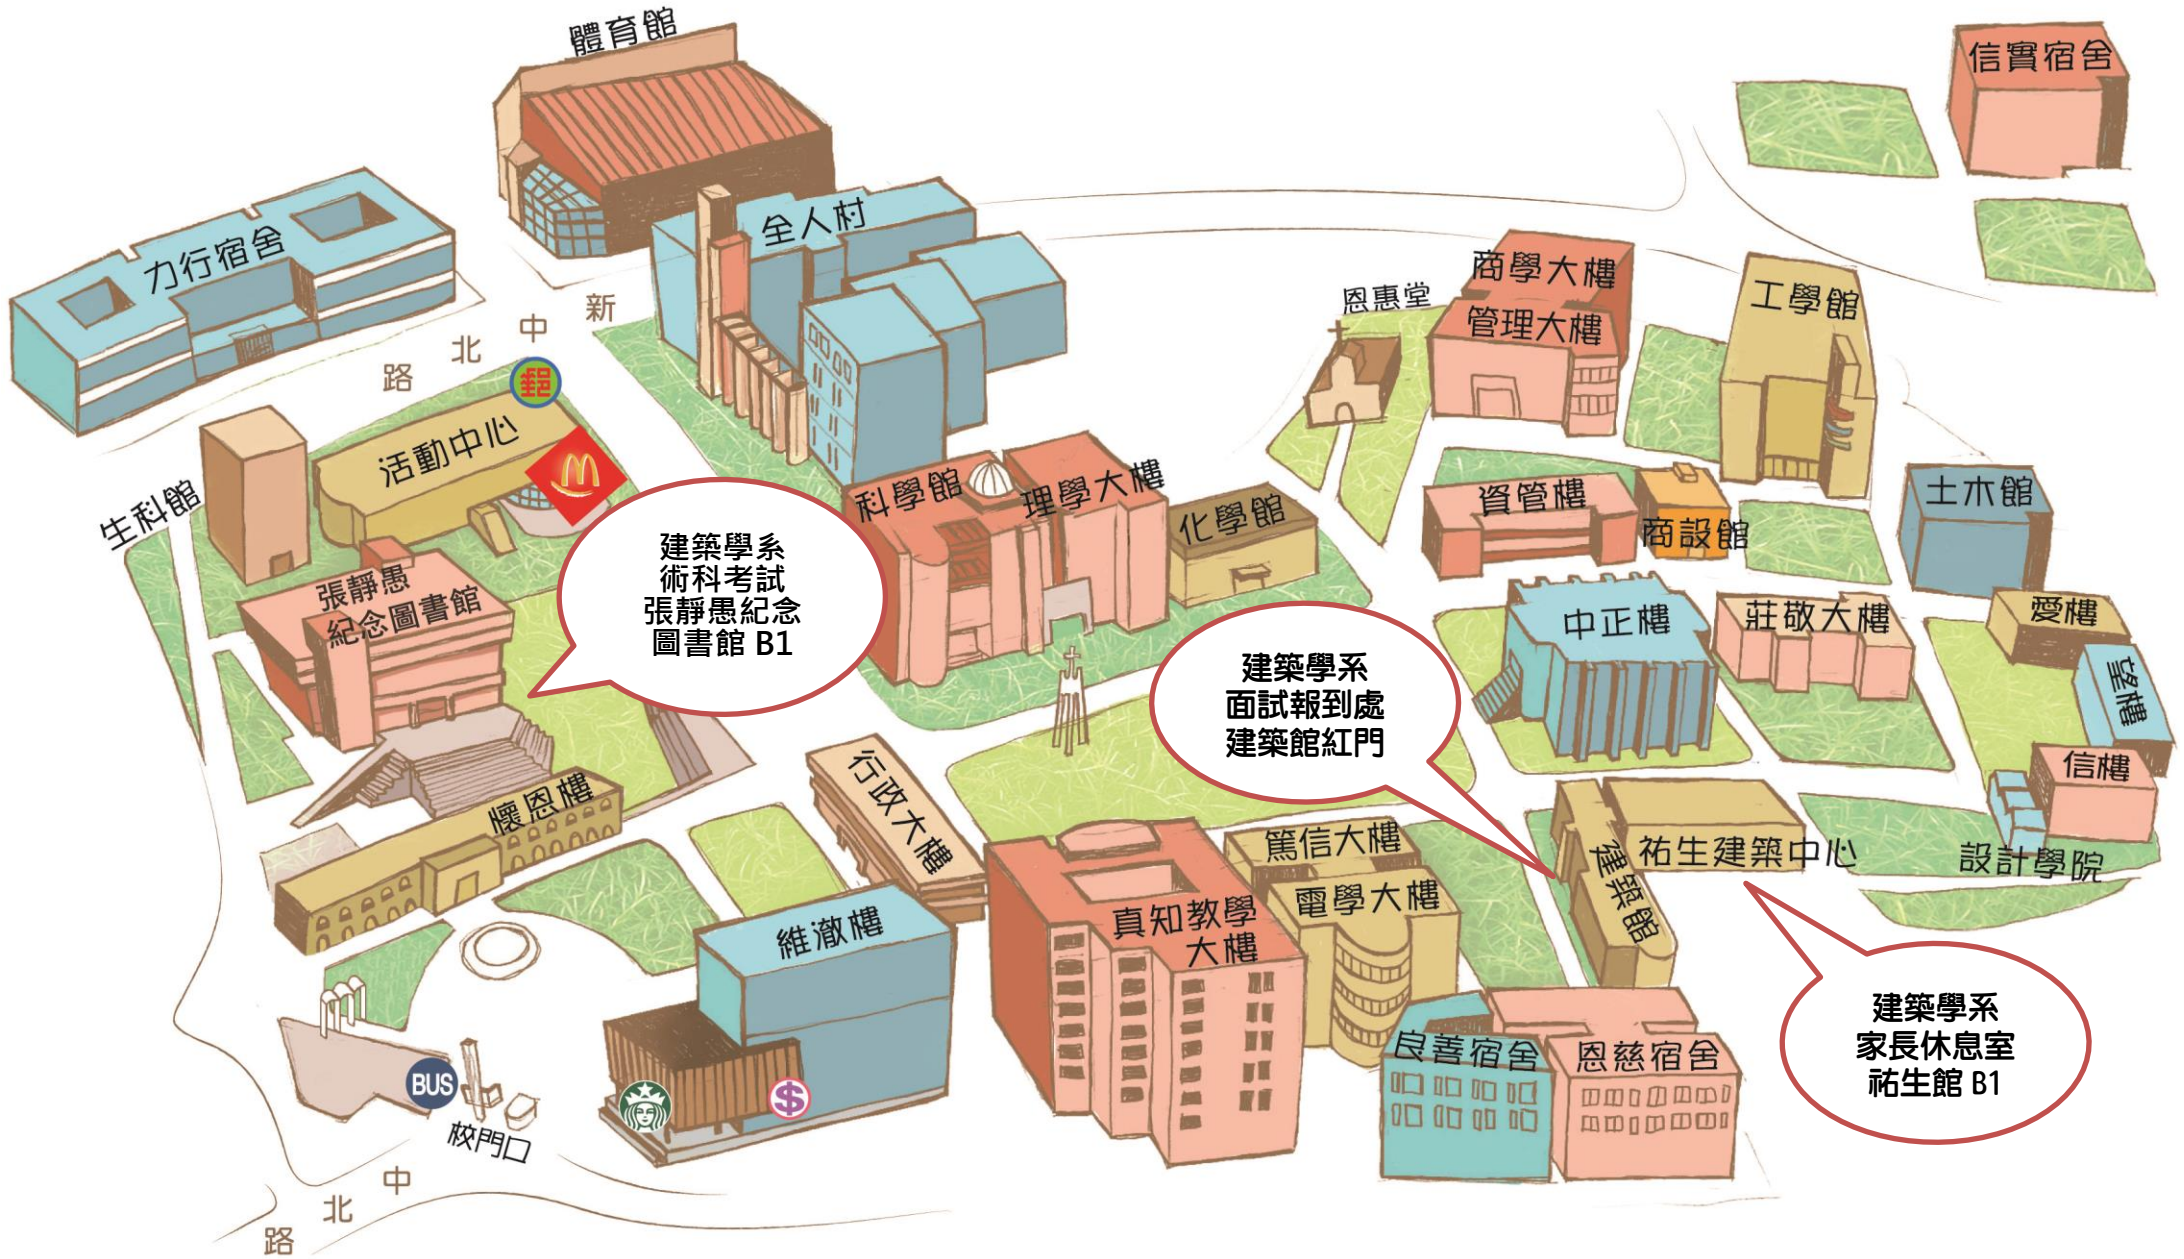 體育館
信實宿舍
全人村
力行宿舍
商學大樓
恩惠堂
管理大樓
工學館
新
中
北
路
郵
活動中心
生科館
科學館
理學大樓
化學館
資管樓
商設館
土木館
建築學系
術科考試
張靜愚紀念
圖書館 B1
張靜愚
紀念圖書館
中正樓
莊敬大樓
愛樓
望樓
信樓
建築學系
面試報到處
建築館紅門
行政大樓
懷恩樓
篤信大樓
電學大樓
祐生建築中心
建築館
設計學院
維澈樓
真知教學
大樓
良善宿舍
恩慈宿舍
建築學系
家長休息室
祐生館 B1
BUS
$
校門口
中
北
路